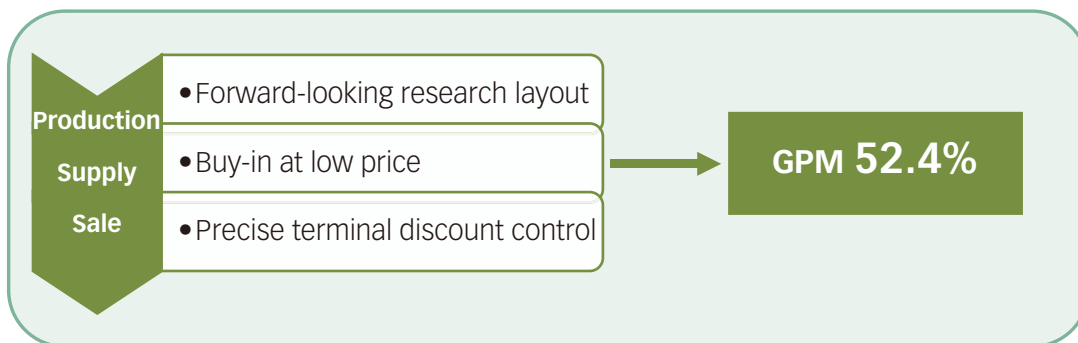 Production
Supply
Sale
•Forward-looking research layout
•Buy-in at low price
•Precise terminal discount control
GPM 52.4%